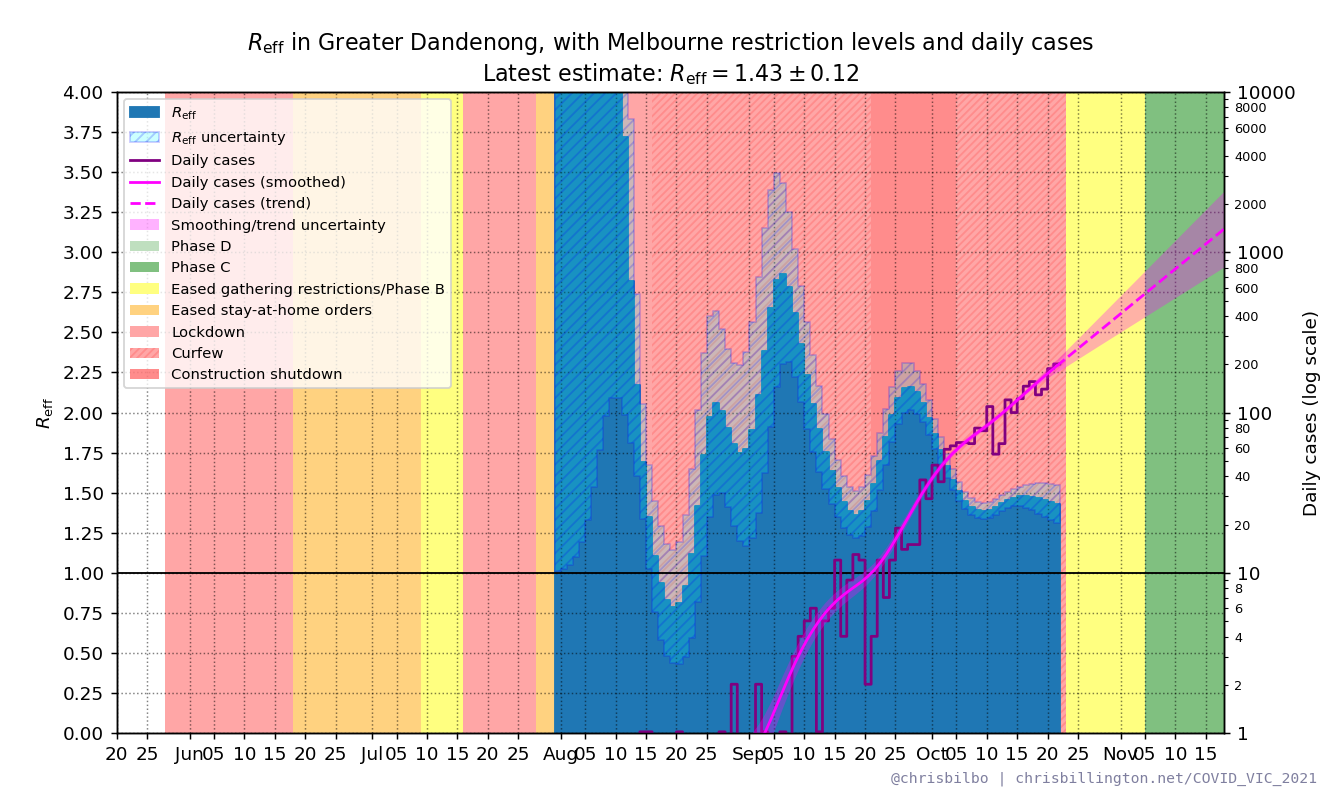 Reff in Greater Dandenong, with Melbourne restriction levels and daily cases
Latest estimate: Reff = 1.43 ± 0.12
Reff
Reff uncertainty
Daily cases
Daily cases (smoothed)
Daily cases (trend)
Smoothing/trend uncertainty
Phase D
Phase C
Eased gathering restrictions/Phase B
Eased stay-at-home orders
Lockdown
Curfew
Construction shutdown
Reff
4.00
3.75
3.50
3.25
3.00
2.75
2.50
2.25
2.00
1.75
1.50
1.25
1.00
0.75
0.50
0.25
0.00
10000
8000
6000
4000
2000
1000
800
600
400
200
100
80
60
40
20
10
8
6
4
2
1
Daily cases (log scale)
20 25 Jun 05 10 15 20 25 Jul 05 10 15 20 25 Aug 05 10 15 20 25 Sep 05 10 15 20 25 Oct 05 10 15 20 25 Nov 05 10 15
@chrisbilbo | chrisbillington.net/COVID_VIC_2021